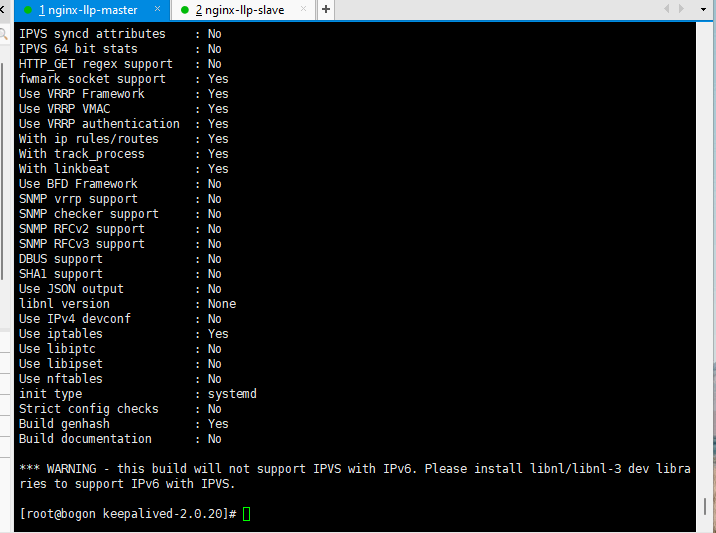 1 nginx-llp-master × 2 nginx-llp-slave × +
IPVS syncd attributes : No
IPVS 64 bit stats : No
HTTP_GET regex support : No
fwmark socket support : Yes
Use VRRP Framework : Yes
Use VRRP VMAC : Yes
Use VRRP authentication : Yes
With ip rules/routes : Yes
With track_process : Yes
With linkbeat : Yes
Use BFD Framework : No
SNMP vrrp support : No
SNMP checker support : No
SNMP RFCv2 support : No
SNMP RFCv3 support : No
DBUS support : No
SHA1 support : No
Use JSON output : No
libnl version : None
Use IPv4 devconf : No
Use iptables : Yes
Use libiptc : No
Use libipset : No
Use nftables : No
init type : systemd
Strict config checks : No
Build genhash : Yes
Build documentation : No
*** WARNING - this build will not support IPVS with IPv6. Please install libnl/libnl-3 dev libra
ries to support IPv6 with IPVS.
[root@bogon keepalived-2.0.20]#